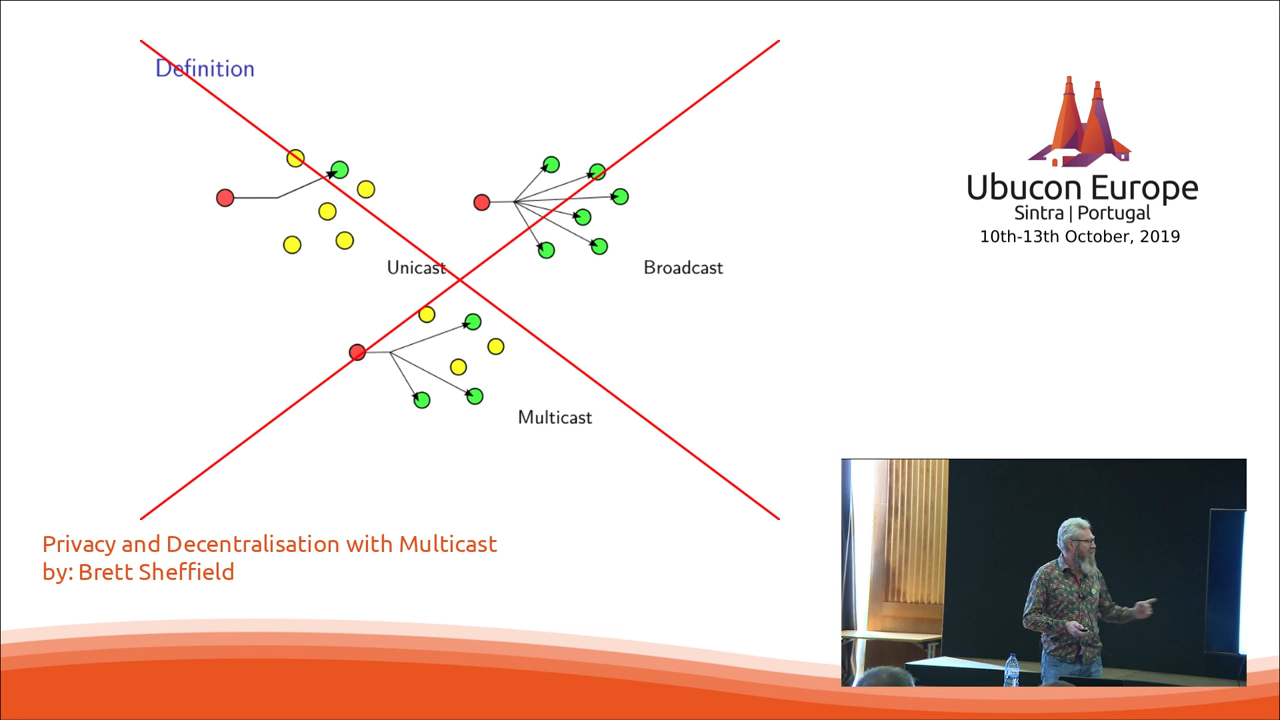 Definition
Unicast
Broadcast
Multicast
Ubucon Europe
Sintra | Portugal
10th-13th October, 2019
Privacy and Decentralisation with Multicast
by: Brett Sheffield